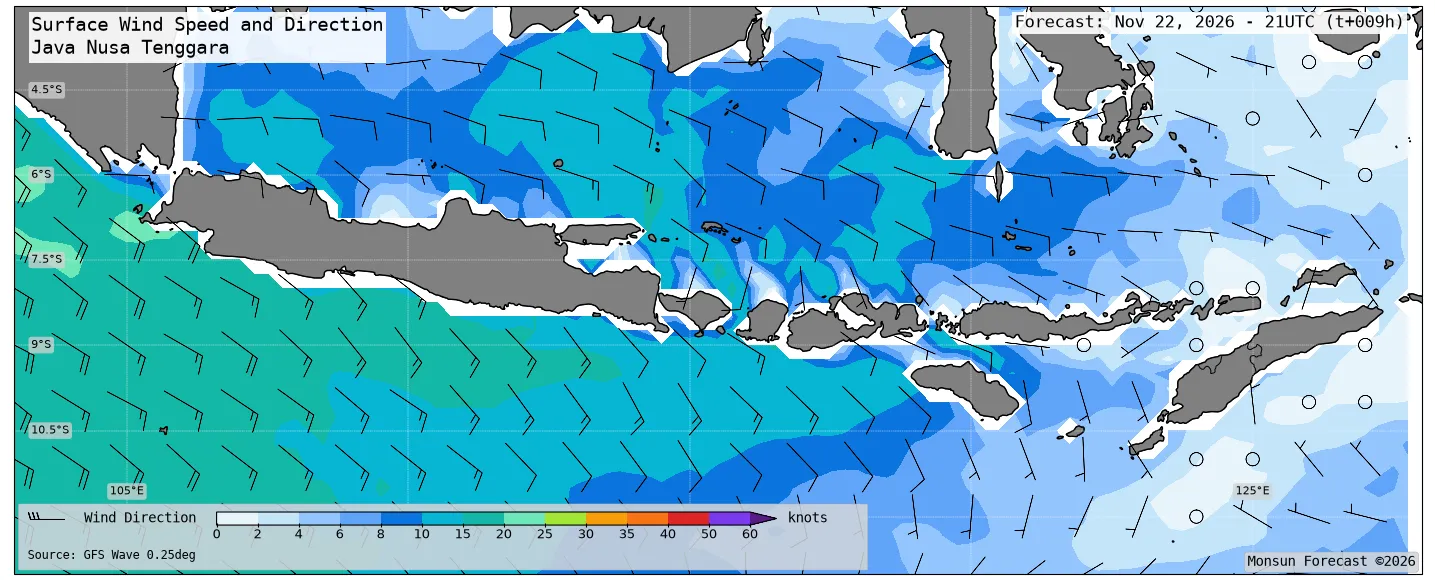 Surface Wind Speed and Direction
Java Nusa Tenggara
Forecast: Nov 22, 2026 - 21UTC (t+009h)
4.5°S
6°S
7.5°S
9°S
10.5°S
105°E
125°E
Wind Direction
0 2 4 6 8 10 15 20 25 30 40 50 60
knots
Source: GFS Wave 0.25deg
Monsun Forecast ©2026